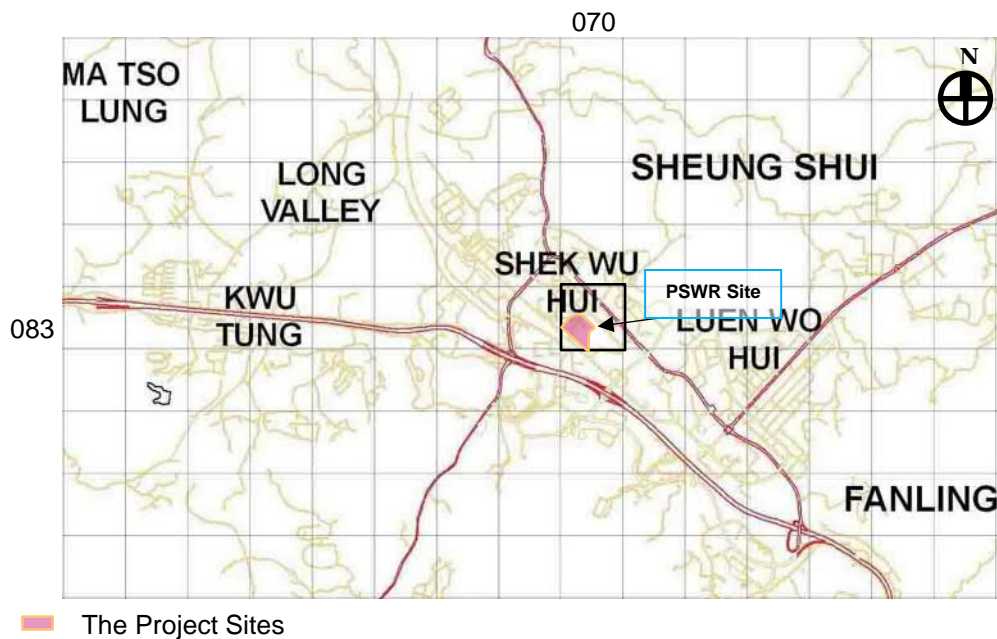 070
N
MA TSO
LUNG
LONG
VALLEY
SHEUNG SHUI
SHEK WU
HUI
PSWR Site
KWU
TUNG
LUEN WO
HUI
083
FANLING
The Project Sites